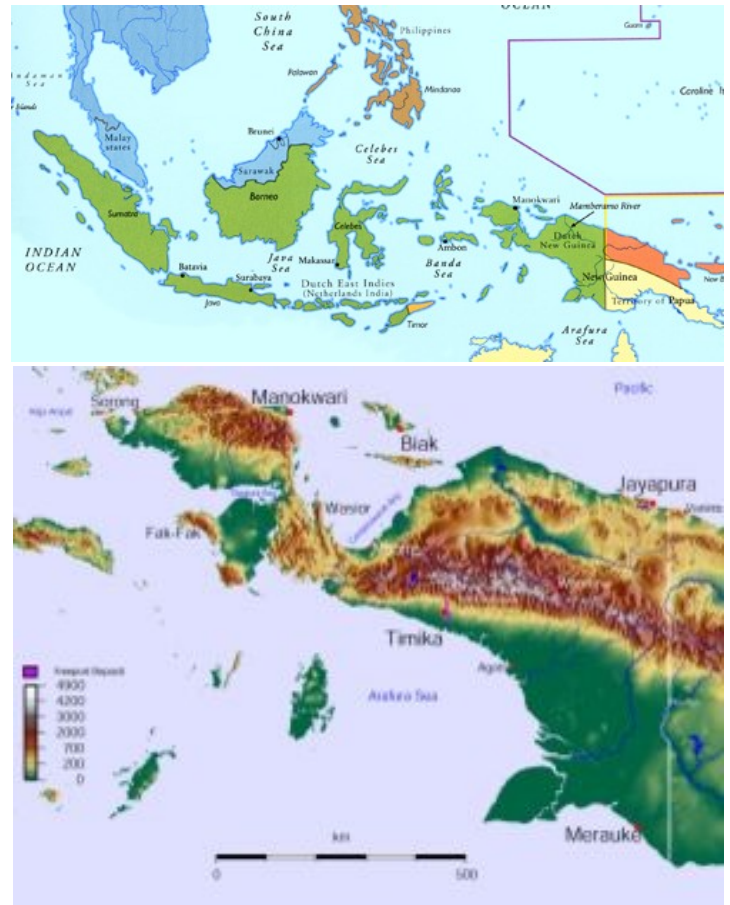 OCEAN
South
China
Sea
Philippines
Guam
Andaman
Sea
Islands
Palawan
Mindanao
Caroline
Malay
states
Brunei
Celebes
Sea
Sarawak
Manokwari
Mamberamo River
Borneo
Sumatra
Celebes
Dutch
New Guinea
Ambon
INDIAN
OCEAN
Java
Sea
Makassar
Banda
Sea
Batavia
Surabaya
Dutch East Indies
(Netherlands India)
New Guinea
Territory of Papua
Java
Timor
Arafura
Sea
Pacific
Sorong
Manokwari
Biak
Jayapura
Wasior
Fak-Fak
Timika
Arafura Sea
4900
4200
3000
2000
700
200
0
Merauke
km
0
500